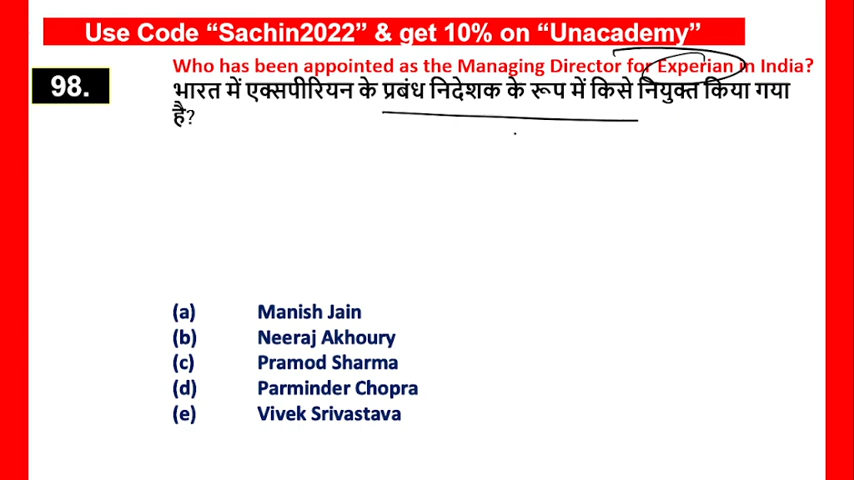 Use Code “Sachin2022” & get 10% on “Unacademy”
98.
Who has been appointed as the Managing Director for Experian in India?
भारत में एक्सपीरियन के प्रबंध निदेशक के रूप में किसे नियुक्त किया गया
है?
(a) Manish Jain
(b) Neeraj Akhoury
(c) Pramod Sharma
(d) Parminder Chopra
(e) Vivek Srivastava